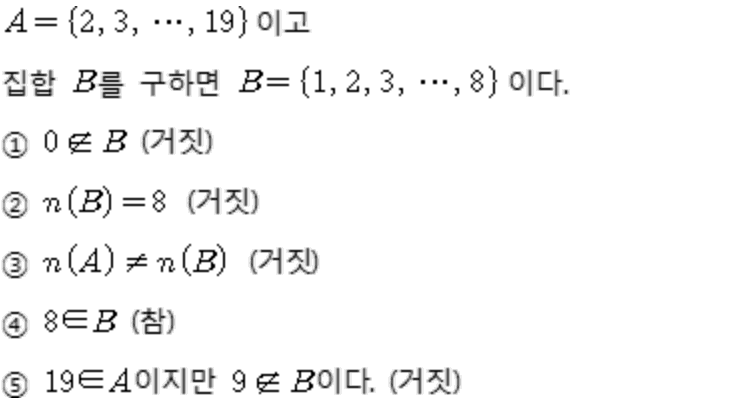 A = {2, 3, ⋯, 19} 이고
집합 B를 구하면 B = {1, 2, 3, ⋯, 8} 이다.
① 0 ∉ B (거짓)
② n(B) = 8 (거짓)
③ n(A) ≠ n(B) (거짓)
④ 8∈B (참)
⑤ 19∈A이지만 9 ∉ B이다. (거짓)